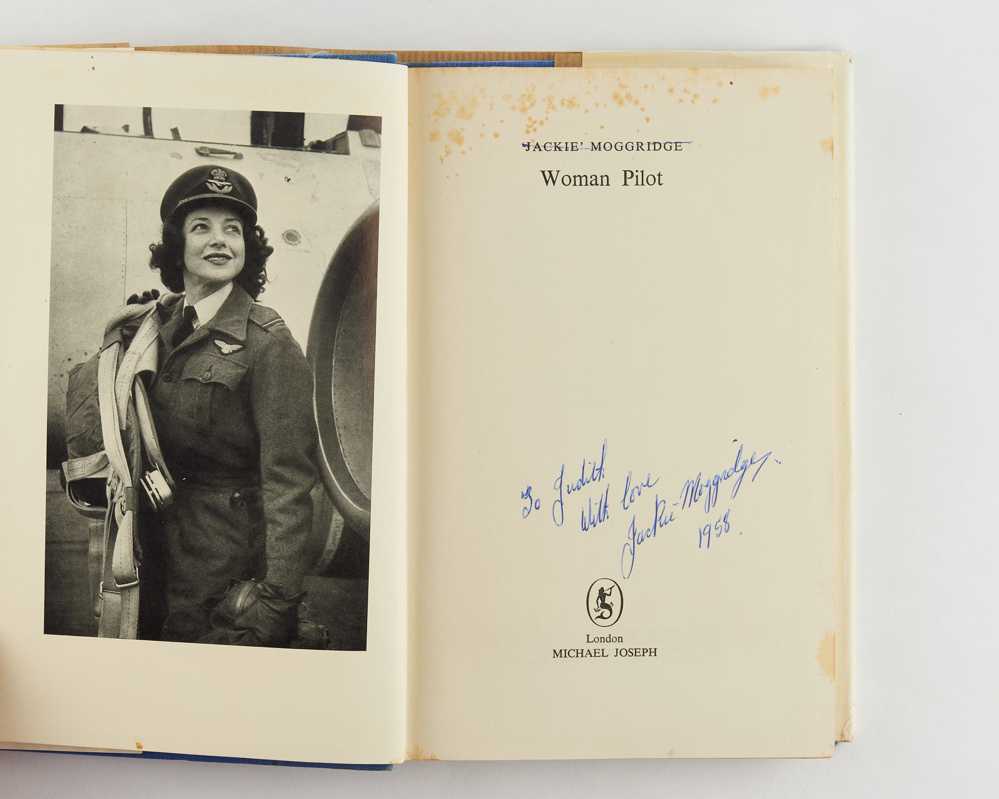 'JACKIE' MOGGRIDGE
Woman Pilot
To Judith
With love
Jackie Moggridge
1958.
London
MICHAEL JOSEPH